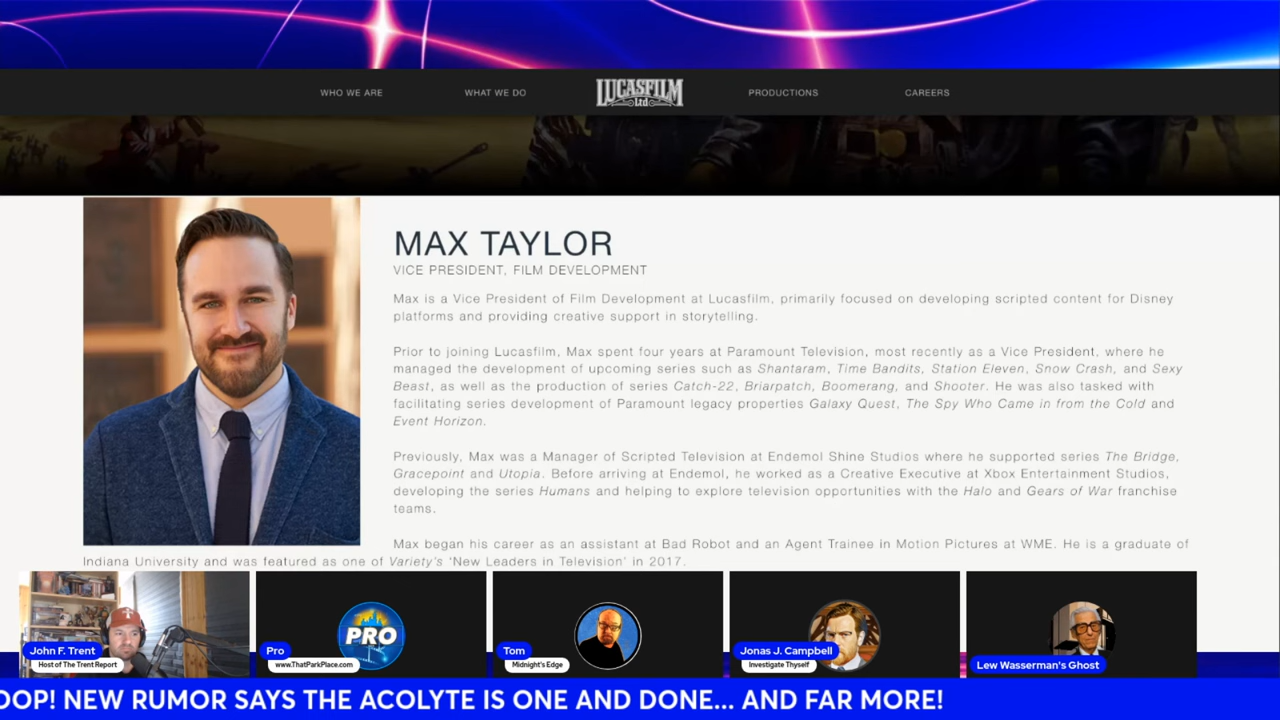 WHO WE ARE
WHAT WE DO
LUCASFILM
Ltd
PRODUCTIONS
CAREERS
MAX TAYLOR
VICE PRESIDENT, FILM DEVELOPMENT
Max is a Vice President of Film Development at Lucasfilm, primarily focused on developing scripted content for Disney
platforms and providing creative support in storytelling.
Prior to joining Lucasfilm, Max spent four years at Paramount Television, most recently as a Vice President, where he
managed the development of upcoming series such as Shantaram, Time Bandits, Station Eleven, Snow Crash, and Sexy
Beast, as well as the production of series Catch-22, Briarpatch, Boomerang, and Shooter. He was also tasked with
facilitating series development of Paramount legacy properties Galaxy Quest, The Spy Who Came in from the Cold and
Event Horizon.
Previously, Max was a Manager of Scripted Television at Endemol Shine Studios where he supported series The Bridge,
Gracepoint and Utopia. Before arriving at Endemol, he worked as a Creative Executive at Xbox Entertainment Studios,
developing the series Humans and helping to explore television opportunities with the Halo and Gears of War franchise
teams.
Max began his career as an assistant at Bad Robot and an Agent Trainee in Motion Pictures at WME. He is a graduate of
Indiana University and was featured as one of Variety's 'New Leaders in Television' in 2017.
John F. Trent
Host of The Trent Report
PRO
Pro
www.ThatParkPlace.com
Tom
Midnight's Edge
Jonas J. Campbell
Investigate Thyself
Lew Wasserman's Ghost
OOP! NEW RUMOR SAYS THE ACOLYTE IS ONE AND DONE... AND FAR MORE!